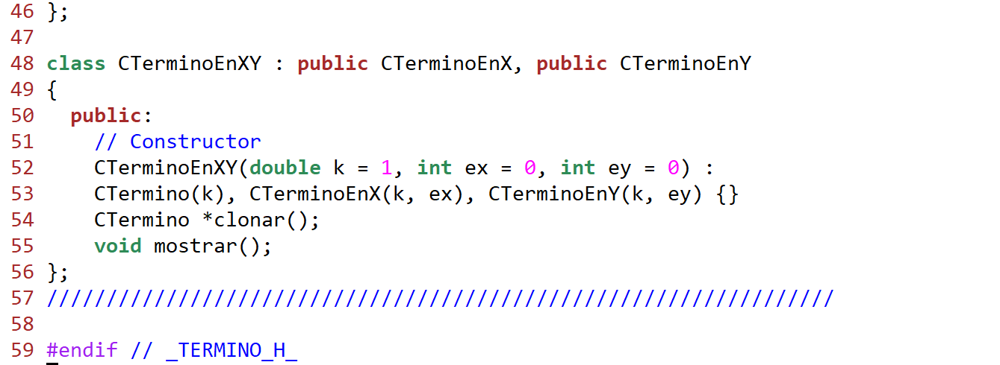 46 };
47
48 class CTerminoEnXY : public CTerminoEnX, public CTerminoEnY
49 {
50   public:
51     // Constructor
52     CTerminoEnXY(double k = 1, int ex = 0, int ey = 0) :
53     CTermino(k), CTerminoEnX(k, ex), CTerminoEnY(k, ey) {}
54     CTermino *clonar();
55     void mostrar();
56 };
57 //////////////////////////////////////////////////////////////////
58
59 #endif // _TERMINO_H_